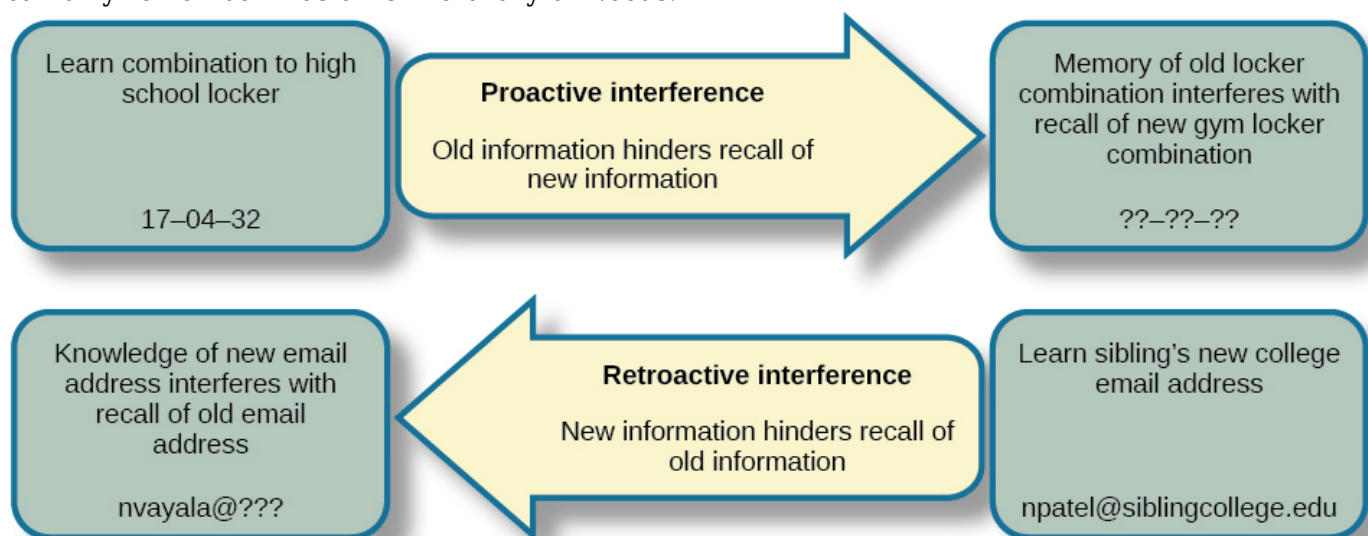 Learn combination to high
school locker
17–04–32
Proactive interference
Old information hinders recall of
new information
Memory of old locker
combination interferes with
recall of new gym locker
combination
??–??–??
Knowledge of new email
address interferes with
recall of old email
address
nvayala@???
Retroactive interference
New information hinders recall of
old information
Learn sibling’s new college
email address
npatel@siblingcollege.edu